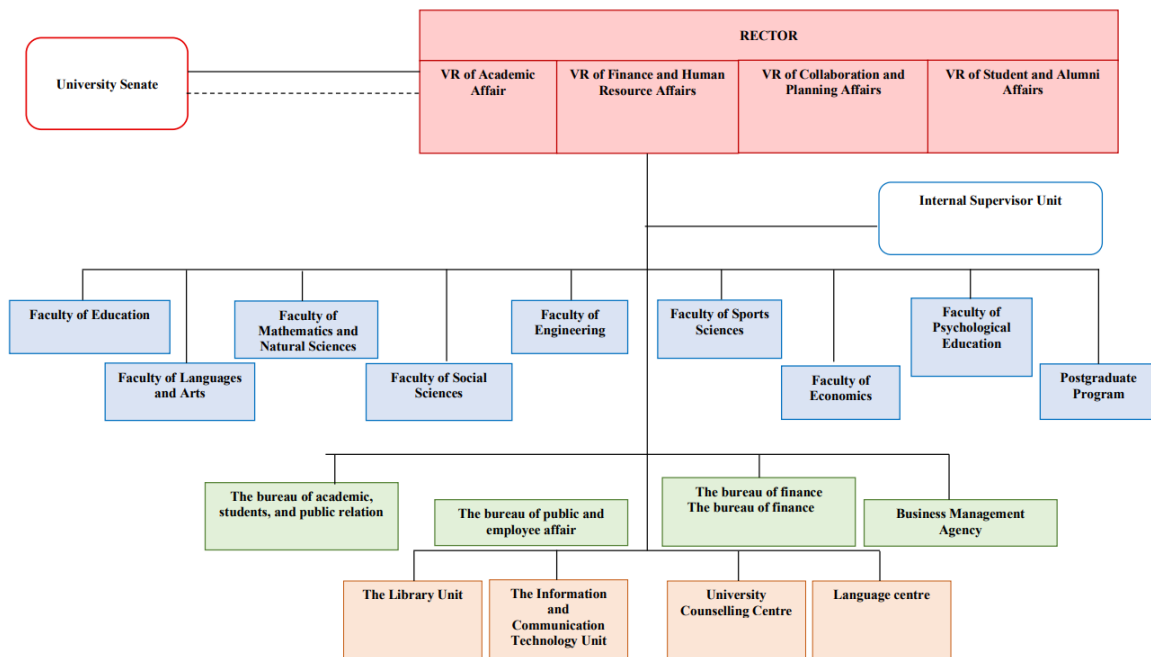 RECTOR
University Senate
VR of Academic
Affair
VR of Finance and Human
Resource Affairs
VR of Collaboration and
Planning Affairs
VR of Student and Alumni
Affairs
Internal Supervisor Unit
Faculty of Education
Faculty of
Mathematics and
Natural Sciences
Faculty of
Engineering
Faculty of Sports
Sciences
Faculty of
Psychological
Education
Faculty of Languages
and Arts
Faculty of Social
Sciences
Faculty of
Economics
Postgraduate
Program
The bureau of academic,
students, and public relation
The bureau of public and
employee affair
The bureau of finance
The bureau of finance
Business Management
Agency
The Library Unit
The Information
and
Communication
Technology Unit
University
Counselling Centre
Language centre